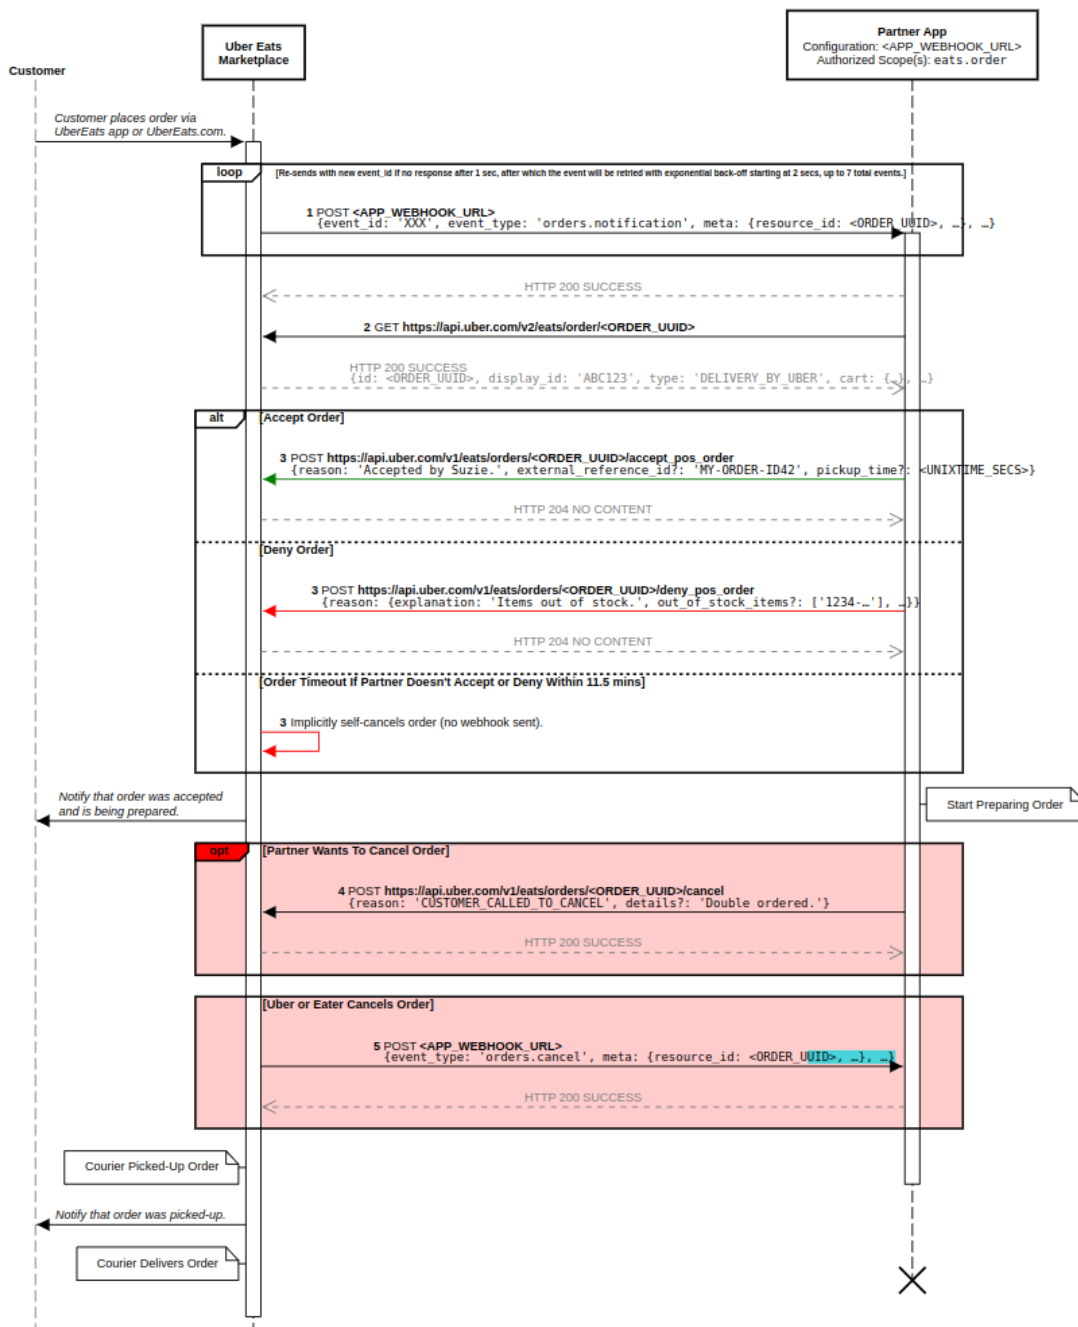 Customer
Uber Eats
Marketplace
Partner App
Configuration: <APP_WEBHOOK_URL>
Authorized Scope(s): eats.order
Customer places order via
UberEats app or UberEats.com.
loop
[Re-sends with new event_id if no response after 1 sec, after which the event will be retried with exponential back-off starting at 2 secs, up to 7 total events.]
1 POST <APP_WEBHOOK_URL>
{event_id: 'XXX', event_type: 'orders.notification', meta: {resource_id: <ORDER_UUID>, …}, …}
HTTP 200 SUCCESS
2 GET https://api.uber.com/v2/eats/order/<ORDER_UUID>
HTTP 200 SUCCESS
{id: <ORDER_UUID>, display_id: 'ABC123', type: 'DELIVERY_BY_UBER', cart: {…}, …}
alt
[Accept Order]
3 POST https://api.uber.com/v1/eats/orders/<ORDER_UUID>/accept_pos_order
{reason: 'Accepted by Suzie.', external_reference_id?: 'MY-ORDER-ID42', pickup_time?: <UNIXTIME_SECS>}
HTTP 204 NO CONTENT
[Deny Order]
3 POST https://api.uber.com/v1/eats/orders/<ORDER_UUID>/deny_pos_order
{reason: {explanation: 'Items out of stock.', out_of_stock_items?: ['1234-…'], …}}
HTTP 204 NO CONTENT
[Order Timeout If Partner Doesn't Accept or Deny Within 11.5 mins]
3 Implicitly self-cancels order (no webhook sent).
Notify that order was accepted
and is being prepared.
Start Preparing Order
opt
[Partner Wants To Cancel Order]
4 POST https://api.uber.com/v1/eats/orders/<ORDER_UUID>/cancel
{reason: 'CUSTOMER_CALLED_TO_CANCEL', details?: 'Double ordered.'}
HTTP 200 SUCCESS
[Uber or Eater Cancels Order]
5 POST <APP_WEBHOOK_URL>
{event_type: 'orders.cancel', meta: {resource_id: <ORDER_UUID>, …}, …}
HTTP 200 SUCCESS
Courier Picked-Up Order
Notify that order was picked-up.
Courier Delivers Order